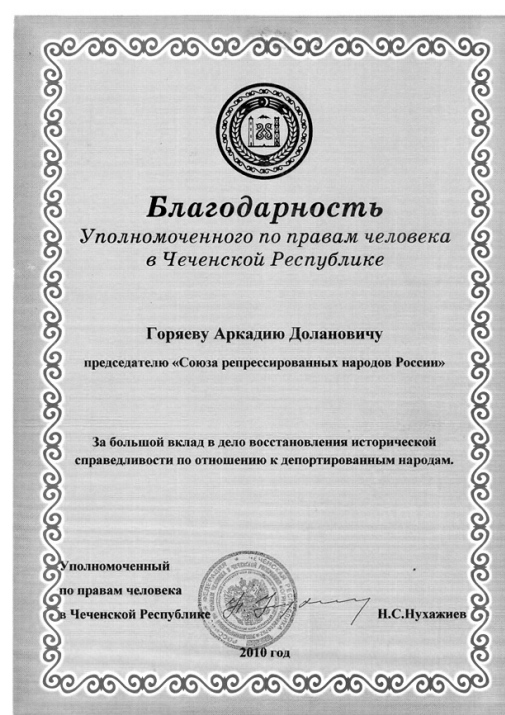 Благодарность
Уполномоченного по правам человека
в Чеченской Республике
Горяеву Аркадию Долановичу
председателю «Союза репрессированных народов России»
За большой вклад в дело восстановления исторической
справедливости по отношению к депортированным народам.
Уполномоченный
по правам человека
в Чеченской Республике
Н.С.Нухажиев
2010 год